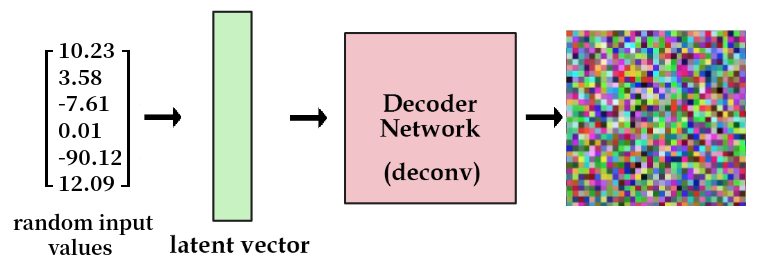 10.23
3.58
-7.61
0.01
-90.12
12.09
random input
values
latent vector
Decoder
Network
(deconv)